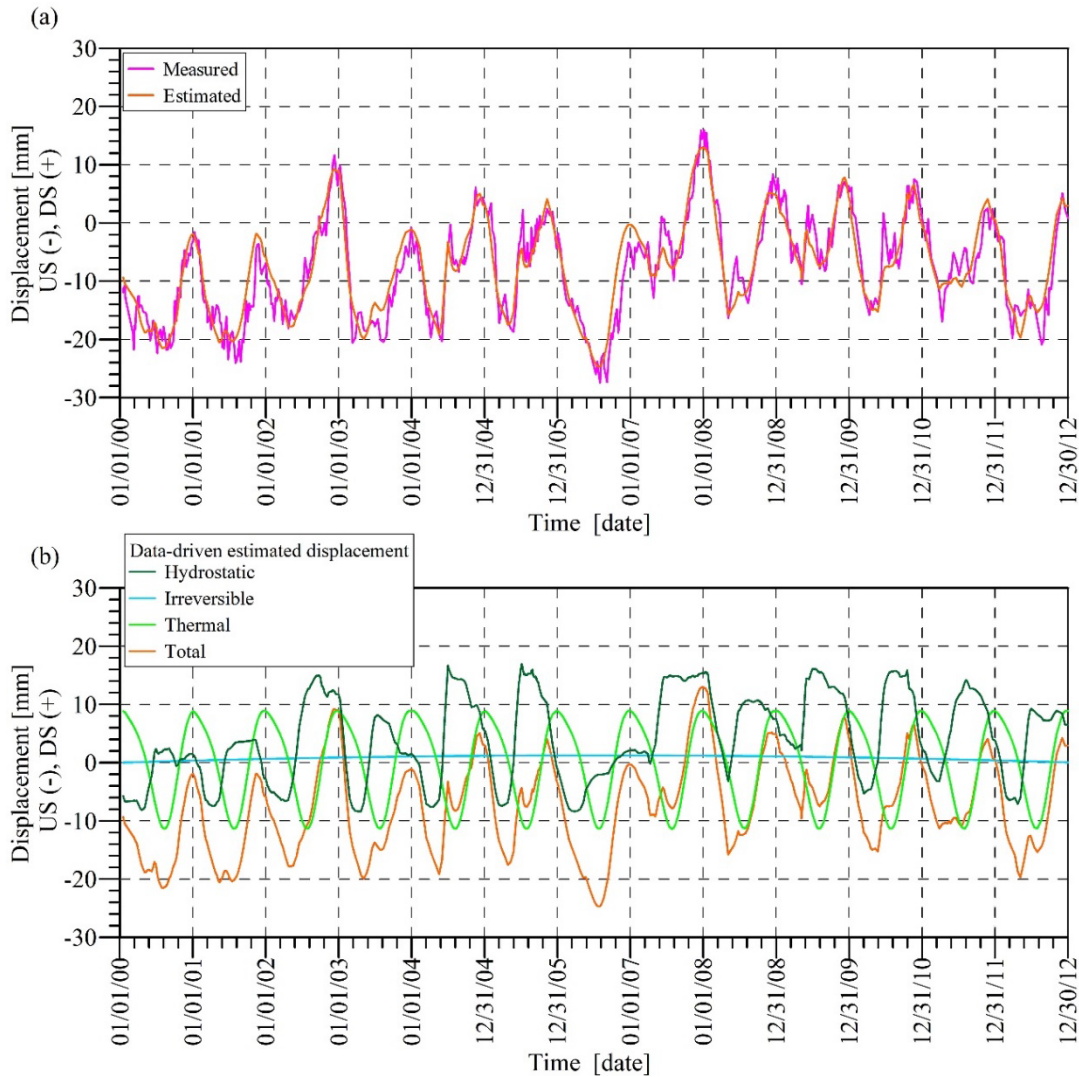 (a)
Displacement [mm]
US (-), DS (+)
30
20
10
0
-10
-20
-30
Measured
Estimated
01/01/00
01/01/01
01/01/02
01/01/03
01/01/04
12/31/04
12/31/05
01/01/07
01/01/08
12/31/08
12/31/09
12/31/10
12/31/11
12/30/12
Time [date]
(b)
Data-driven estimated displacement
Hydrostatic
Irreversible
Thermal
Total
Displacement [mm]
US (-), DS (+)
30
20
10
0
-10
-20
-30
01/01/00
01/01/01
01/01/02
01/01/03
01/01/04
12/31/04
12/31/05
01/01/07
01/01/08
12/31/08
12/31/09
12/31/10
12/31/11
12/30/12
Time [date]